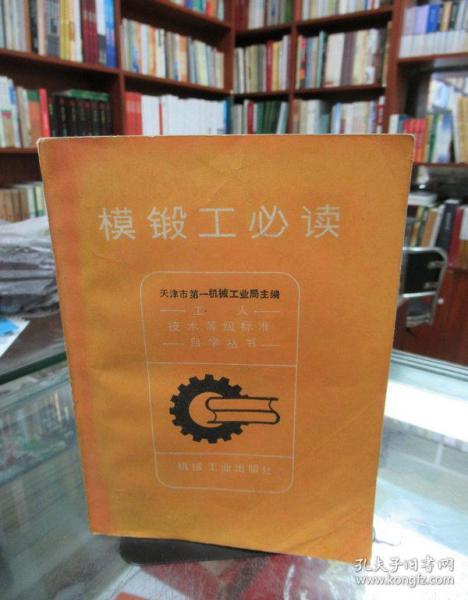 模锻工必读
天津市第一机械工业局主编
工人
技术等级标准
自学丛书
机械工业出版社
孔夫子旧书网
www.kongfz.com